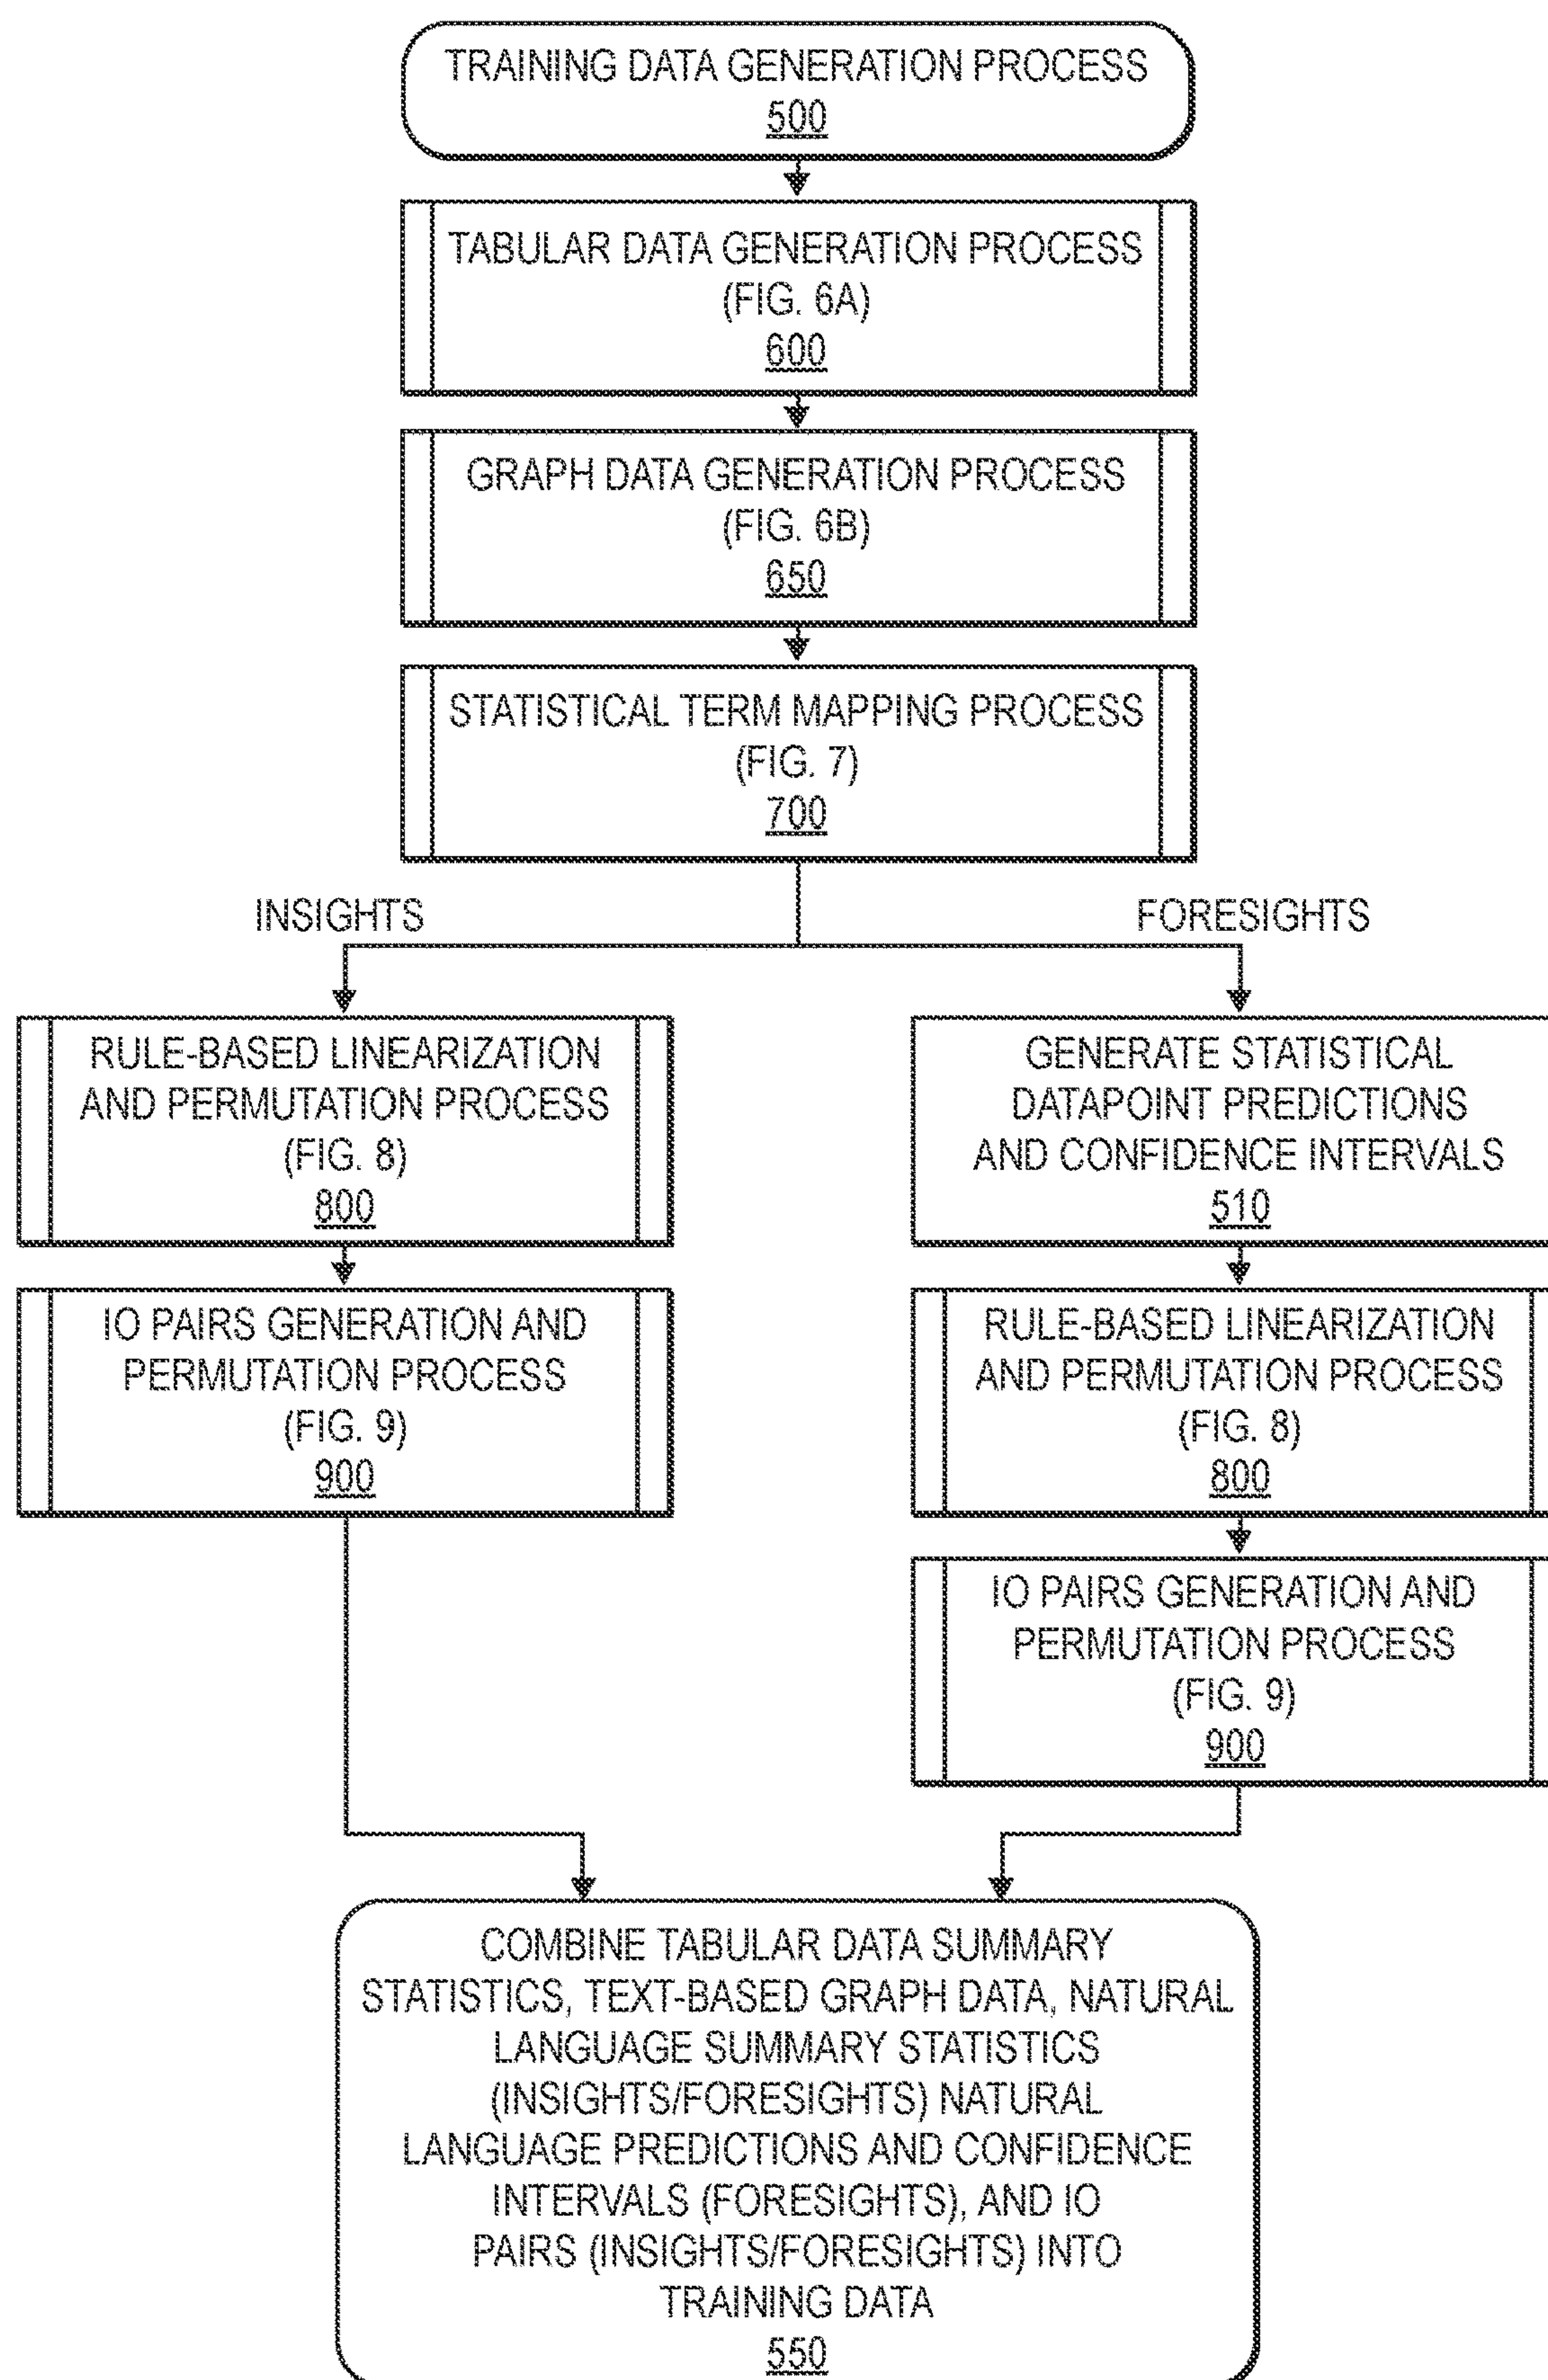 TRAINING DATA GENERATION PROCESS
500
TABULAR DATA GENERATION PROCESS
(FIG. 6A)
600
GRAPH DATA GENERATION PROCESS
(FIG. 6B)
650
STATISTICAL TERM MAPPING PROCESS
(FIG. 7)
700
INSIGHTS
FORESIGHTS
RULE-BASED LINEARIZATION
AND PERMUTATION PROCESS
(FIG. 8)
800
GENERATE STATISTICAL
DATAPOINT PREDICTIONS
AND CONFIDENCE INTERVALS
510
IO PAIRS GENERATION AND
PERMUTATION PROCESS
(FIG. 9)
900
RULE-BASED LINEARIZATION
AND PERMUTATION PROCESS
(FIG. 8)
800
IO PAIRS GENERATION AND
PERMUTATION PROCESS
(FIG. 9)
900
COMBINE TABULAR DATA SUMMARY
STATISTICS, TEXT-BASED GRAPH DATA, NATURAL
LANGUAGE SUMMARY STATISTICS
(INSIGHTS/FORESIGHTS) NATURAL
LANGUAGE PREDICTIONS AND CONFIDENCE
INTERVALS (FORESIGHTS), AND IO
PAIRS (INSIGHTS/FORESIGHTS) INTO
TRAINING DATA
550